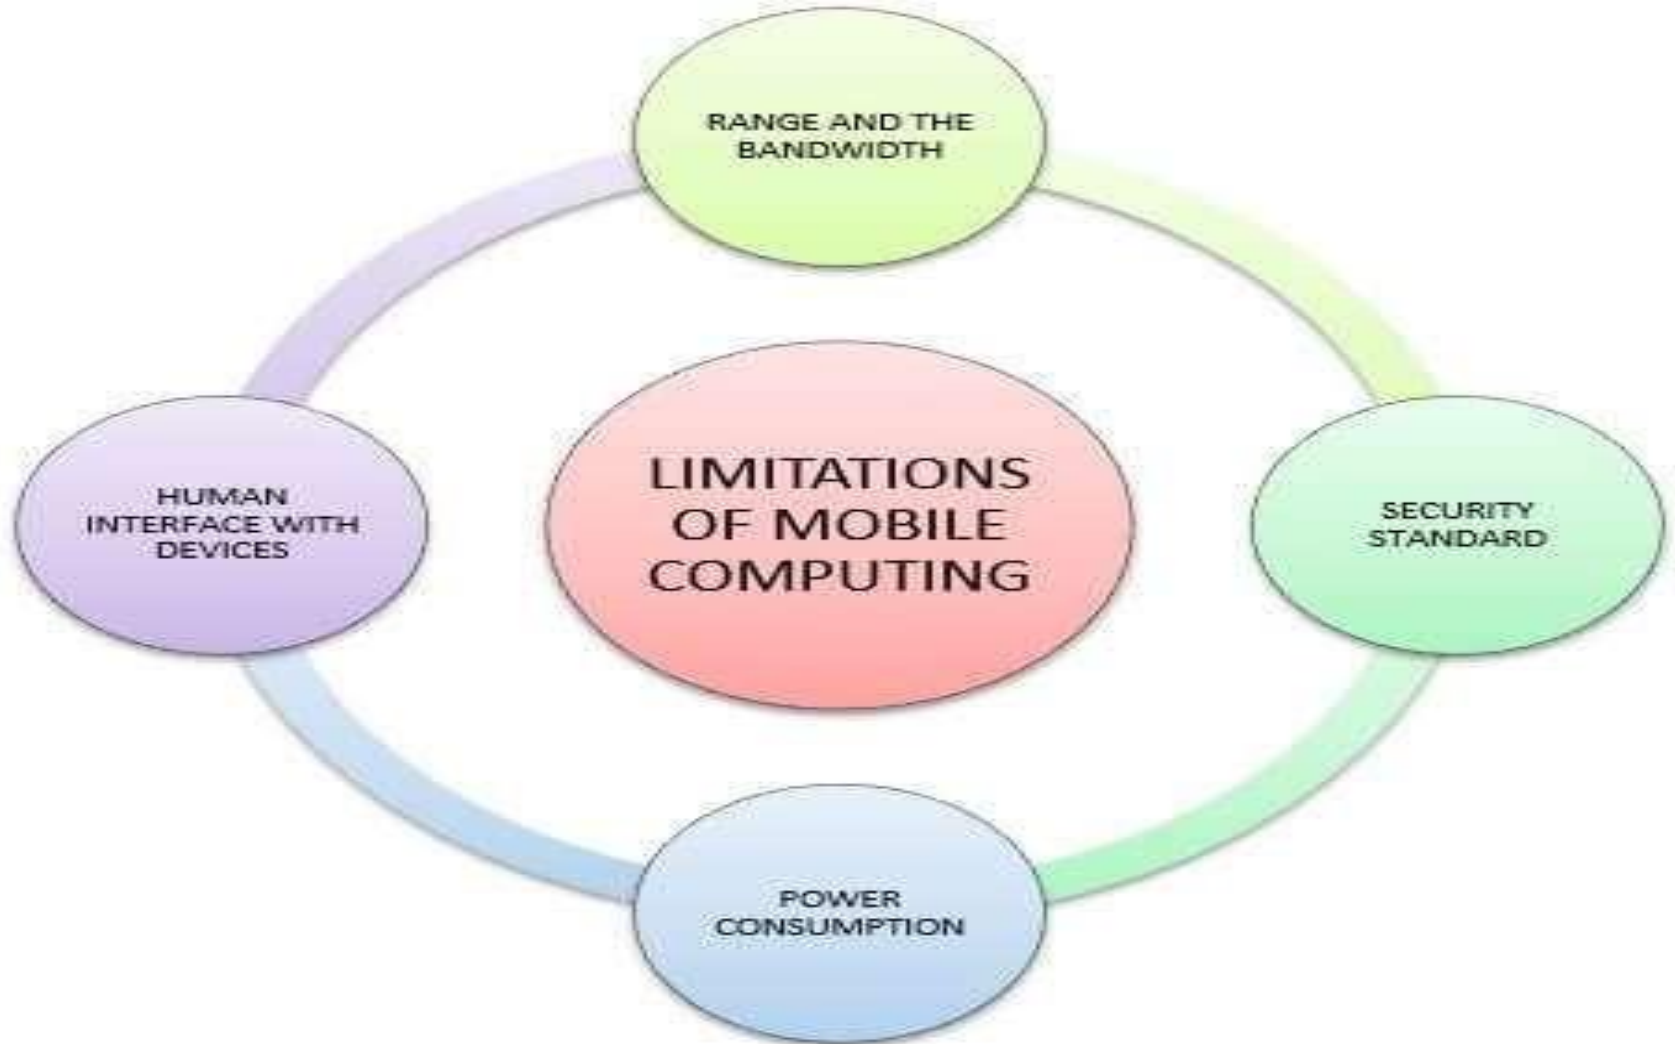 RANGE AND THE
BANDWIDTH
HUMAN
INTERFACE WITH
DEVICES
LIMITATIONS
OF MOBILE
COMPUTING
SECURITY
STANDARD
POWER
CONSUMPTION